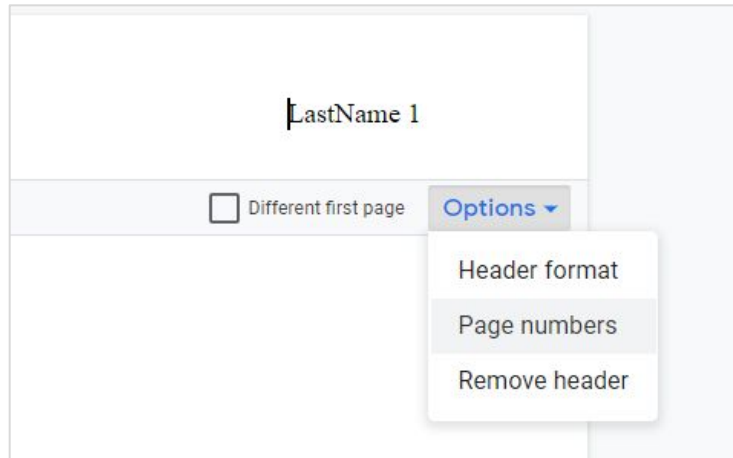 LastName 1
Different first page Options
Header format
Page numbers
Remove header